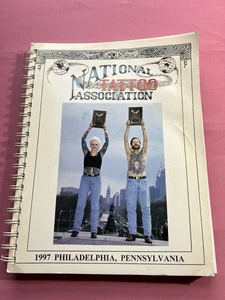 NATIONAL
TATTOO
ASSOCIATION
1997 PHILADELPHIA, PENNSYLVANIA